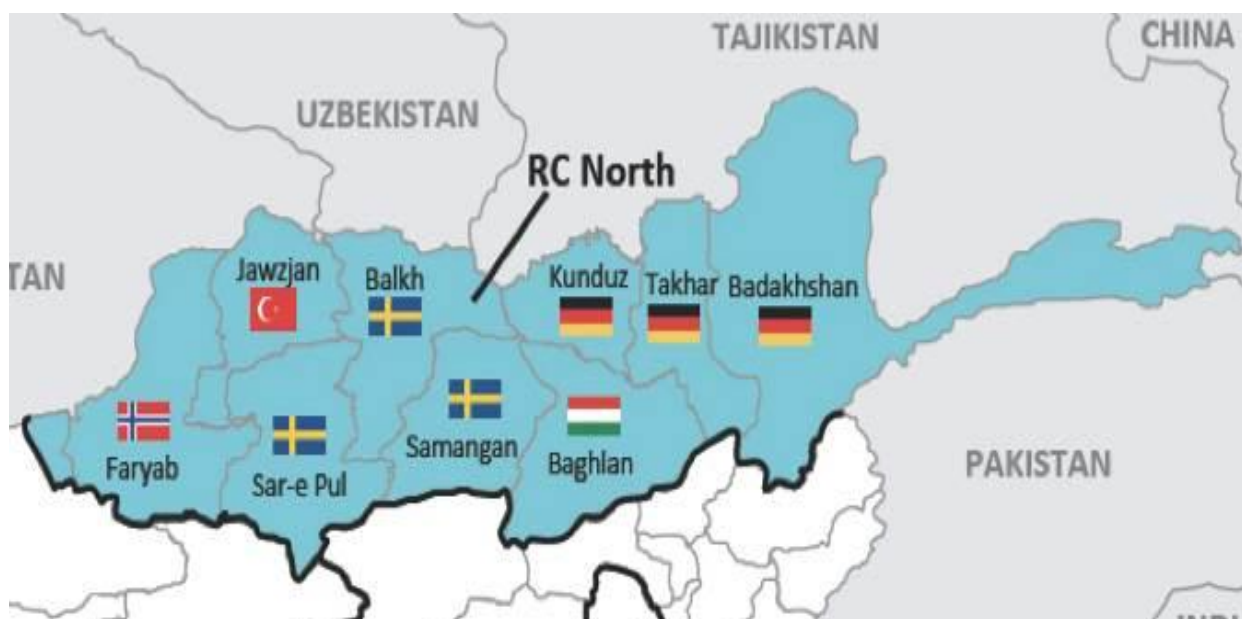 TAJIKISTAN
CHINA
UZBEKISTAN
RC North
TAN
Jawzjan
Balkh
Kunduz
Takhar
Badakhshan
Faryab
Sar-e Pul
Samangan
Baghlan
PAKISTAN